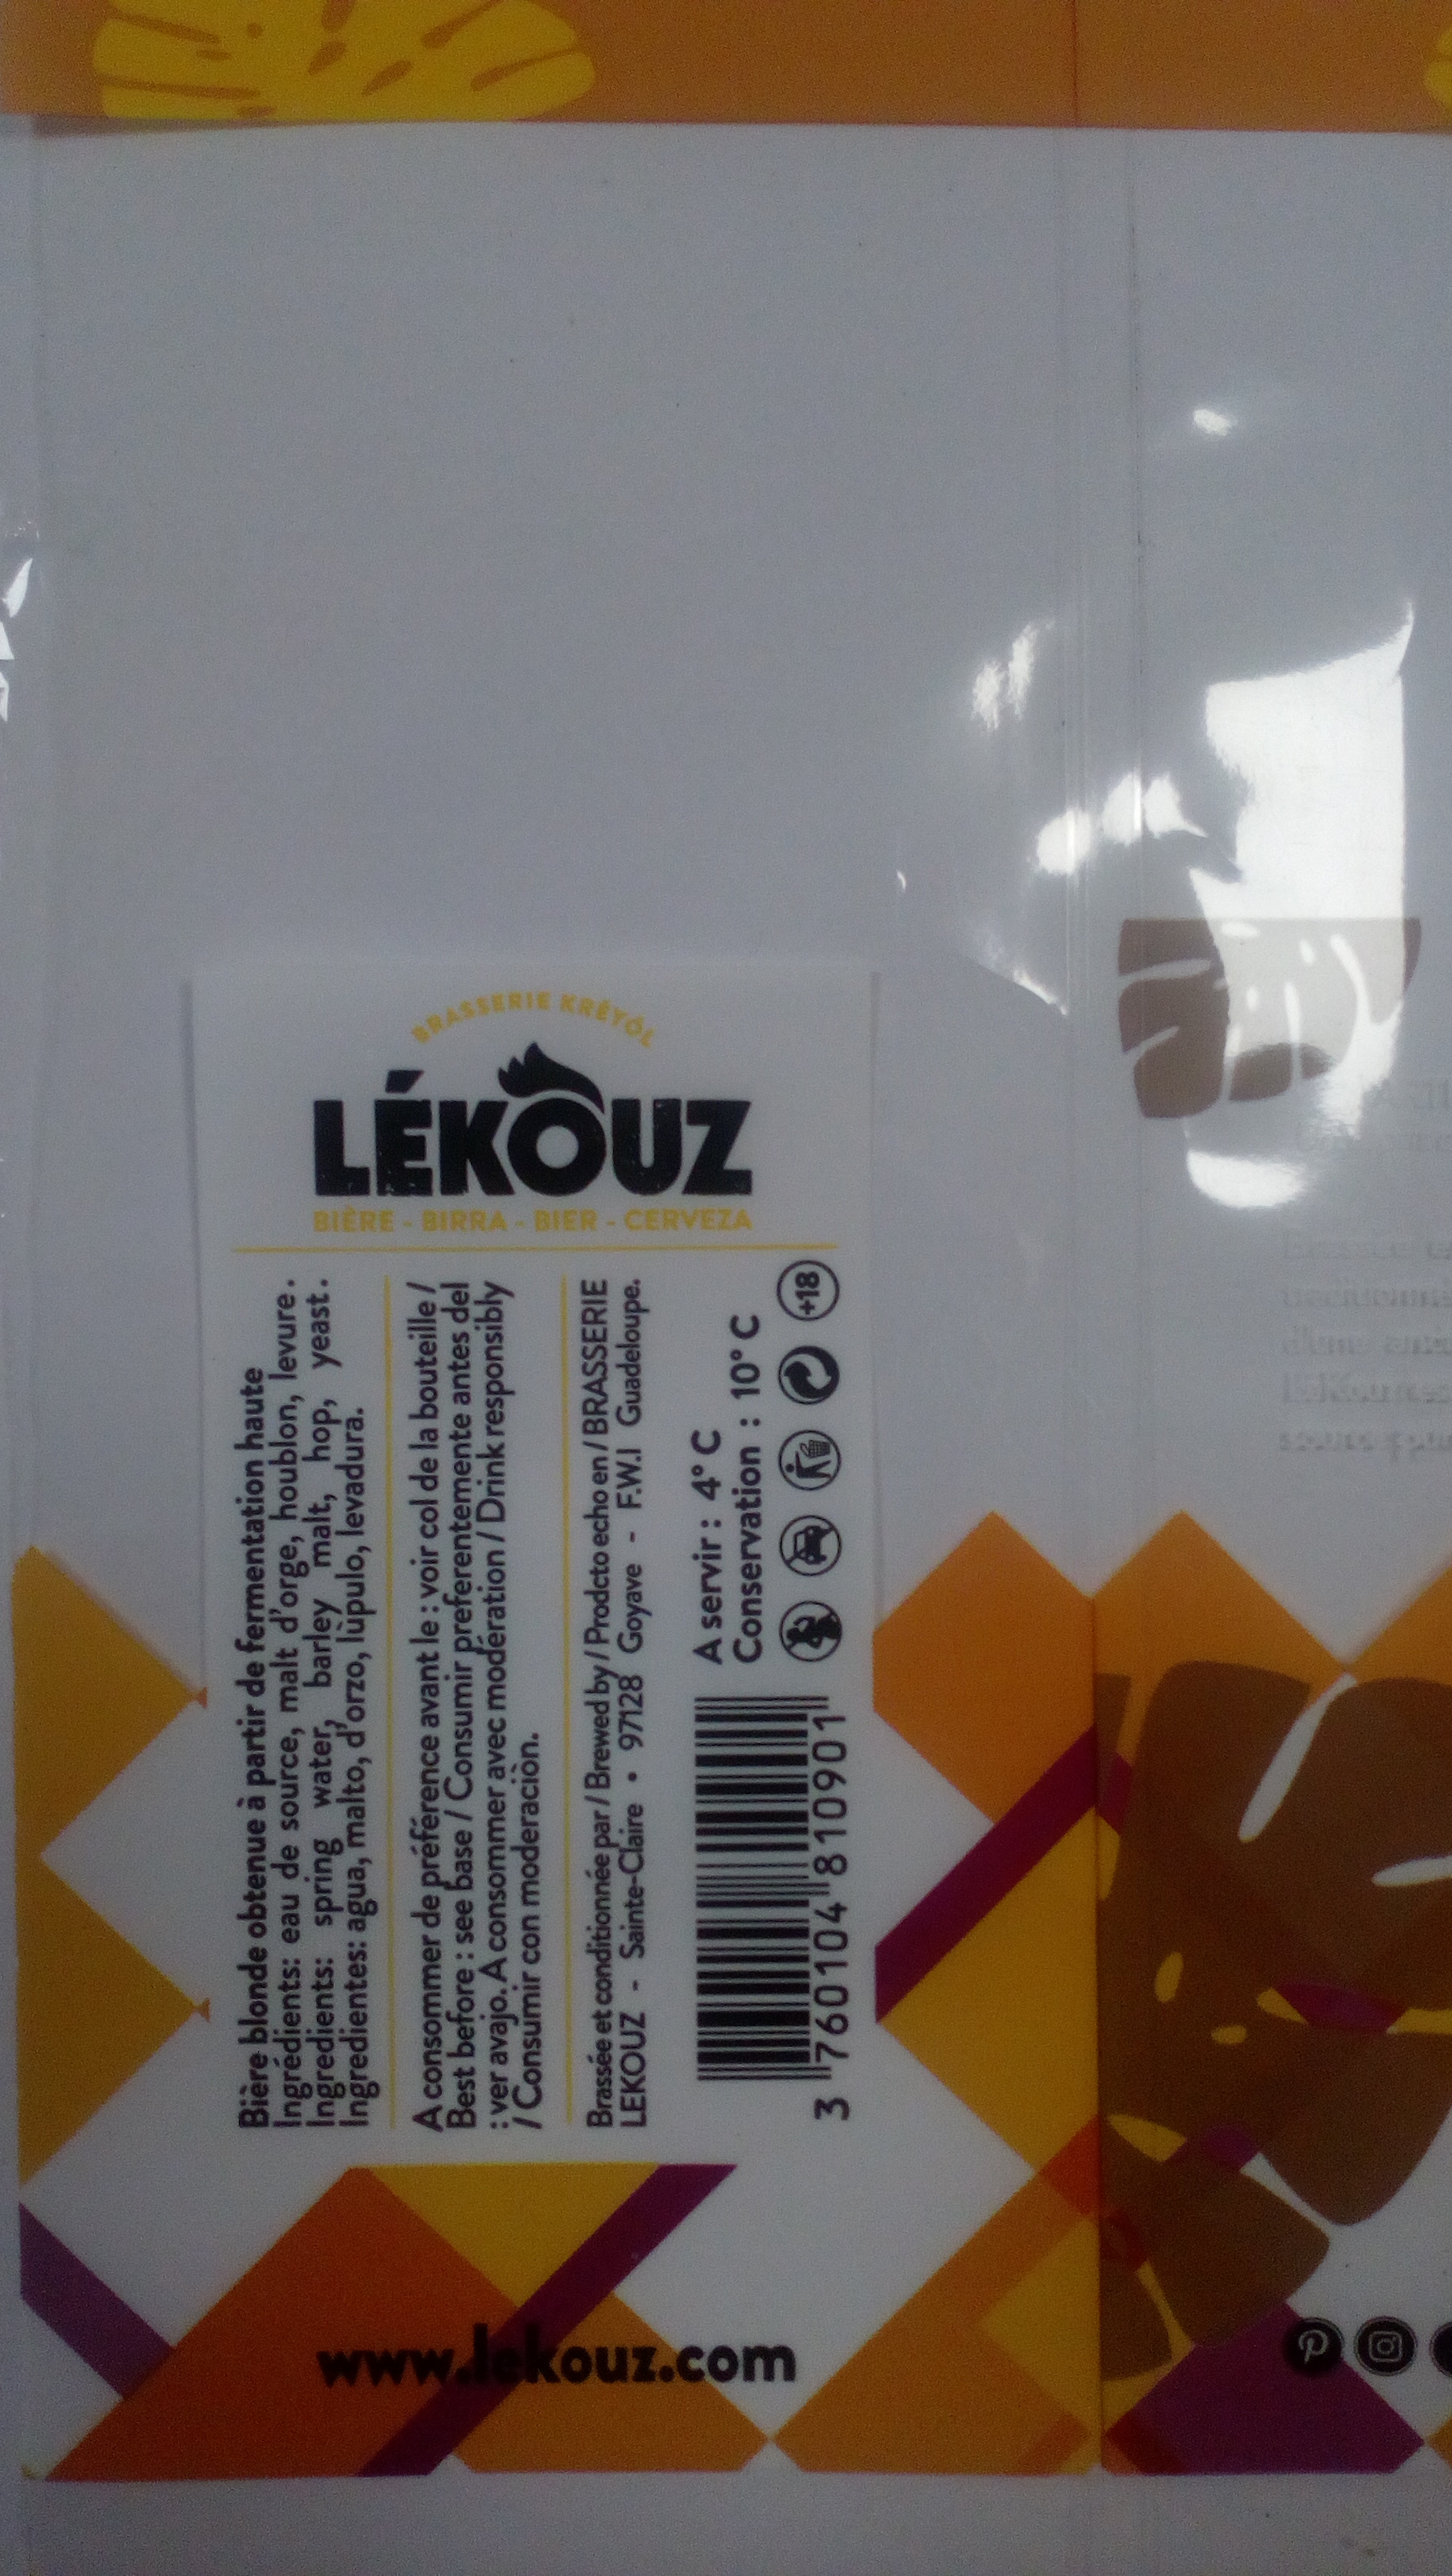 BRASSERIE KRÉYÓL
LÉKOUZ
BIÈRE - BIRRA - BIER - CERVEZA
Bière blonde obtenue à partir de fermentation haute
Ingrédients: eau de source, malt d'orge, houblon, levure.
Ingredients: spring water, barley malt, hop, yeast.
Ingredientes: agua, malto, d'orzo, lùpulo, levadura.
A consommer de préférence avant le : voir col de la bouteille /
Best before : see base / Consumir preferentemente antes del
: ver avajo. A consommer avec modération / Drink responsibly
/ Consumir con moderaciòn.
Brassée et conditionnée par / Brewed by / Prodcto echo en / BRASSERIE
LEKOUZ - Sainte-Claire • 97128 Goyave - F.W.I Guadeloupe.
A servir : 4° C
Conservation : 10° C
+18
3 760104 810901
www.lekouz.com